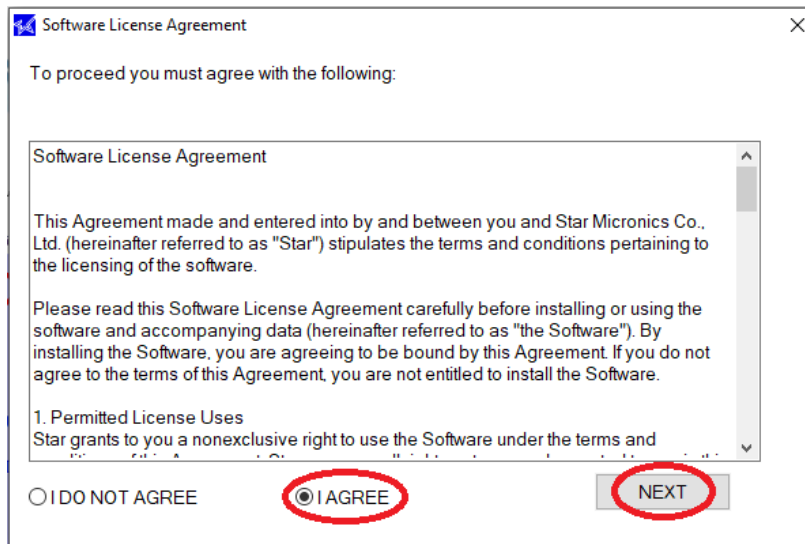 Software License Agreement
To proceed you must agree with the following:
Software License Agreement
This Agreement made and entered into by and between you and Star Micronics Co.,
Ltd. (hereinafter referred to as "Star") stipulates the terms and conditions pertaining to
the licensing of the software.
Please read this Software License Agreement carefully before installing or using the
software and accompanying data (hereinafter referred to as "the Software"). By
installing the Software, you are agreeing to be bound by this Agreement. If you do not
agree to the terms of this Agreement, you are not entitled to install the Software.
1. Permitted License Uses
Star grants to you a nonexclusive right to use the Software under the terms and
I DO NOT AGREE
I AGREE
NEXT